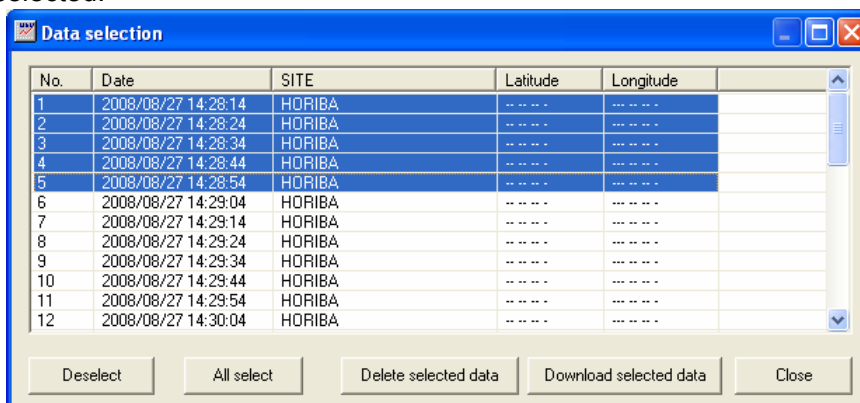 selected.
Data selection
No. Date SITE Latitude Longitude
1 2008/08/27 14:28:14 HORIBA -- -- -- - --- -- -- -
2 2008/08/27 14:28:24 HORIBA -- -- -- - --- -- -- -
3 2008/08/27 14:28:34 HORIBA -- -- -- - --- -- -- -
4 2008/08/27 14:28:44 HORIBA -- -- -- - --- -- -- -
5 2008/08/27 14:28:54 HORIBA -- -- -- - --- -- -- -
6 2008/08/27 14:29:04 HORIBA -- -- -- - --- -- -- -
7 2008/08/27 14:29:14 HORIBA -- -- -- - --- -- -- -
8 2008/08/27 14:29:24 HORIBA -- -- -- - --- -- -- -
9 2008/08/27 14:29:34 HORIBA -- -- -- - --- -- -- -
10 2008/08/27 14:29:44 HORIBA -- -- -- - --- -- -- -
11 2008/08/27 14:29:54 HORIBA -- -- -- - --- -- -- -
12 2008/08/27 14:30:04 HORIBA -- -- -- - --- -- -- -
Deselect All select Delete selected data Download selected data Close